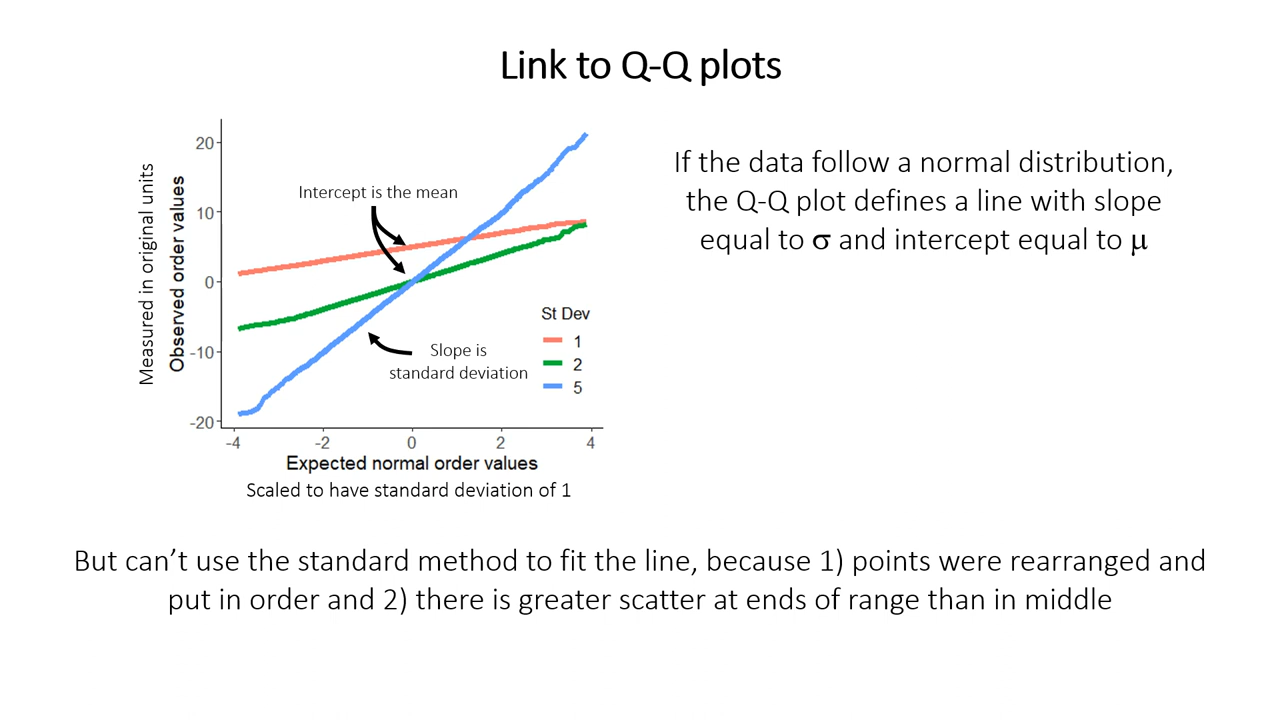 Link to Q-Q plots
Measured in original units
Observed order values
20
10
0
-10
-20
Intercept is the mean
Slope is
standard deviation
St Dev
1
2
5
-4
-2
0
2
4
Expected normal order values
Scaled to have standard deviation of 1
If the data follow a normal distribution,
the Q-Q plot defines a line with slope
equal to σ and intercept equal to μ
But can’t use the standard method to fit the line, because 1) points were rearranged and
put in order and 2) there is greater scatter at ends of range than in middle